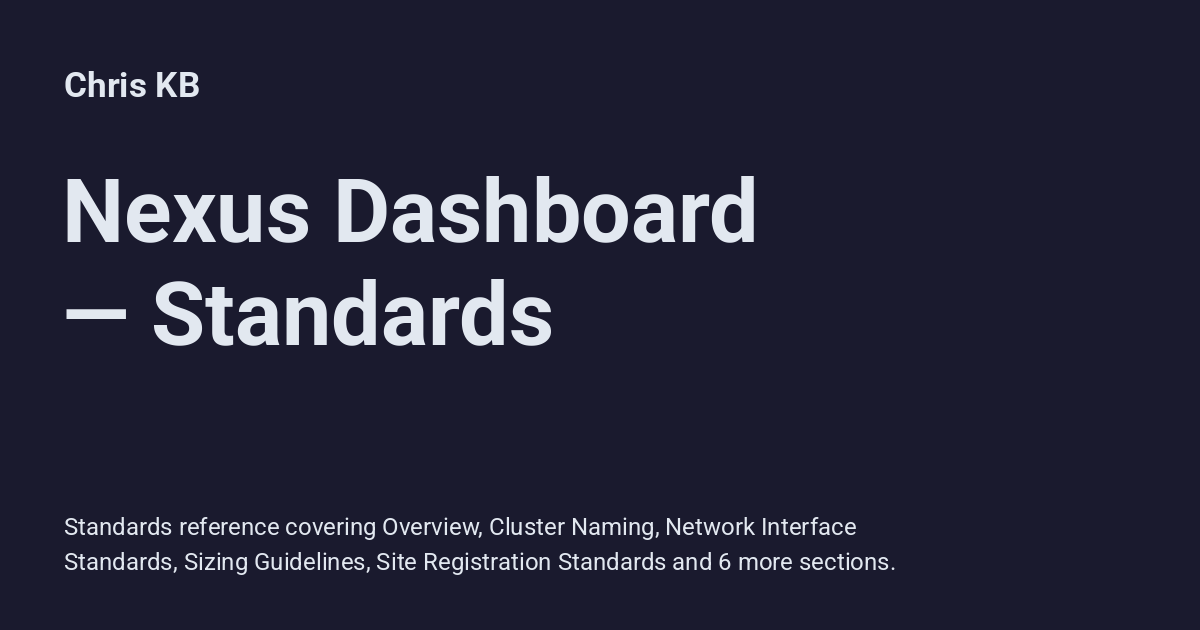 Chris KB
Nexus Dashboard
— Standards
Standards reference covering Overview, Cluster Naming, Network Interface
Standards, Sizing Guidelines, Site Registration Standards and 6 more sections.